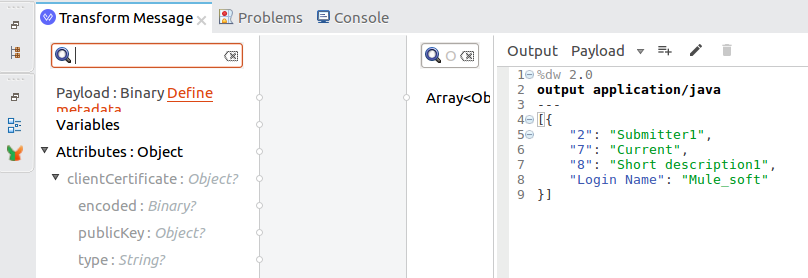 Transform Message
Problems
Console
Payload : Binary Define
metadata
Variables
Attributes : Object
clientCertificate : Object?
encoded : Binary?
publicKey : Object?
type : String?
Array<Ob
Output Payload
1 %dw 2.0
2 output application/java
3 ---
4 [{
5 "2": "Submitter1",
6 "7": "Current",
7 "8": "Short description1",
8 "Login Name": "Mule_soft"
9 }]